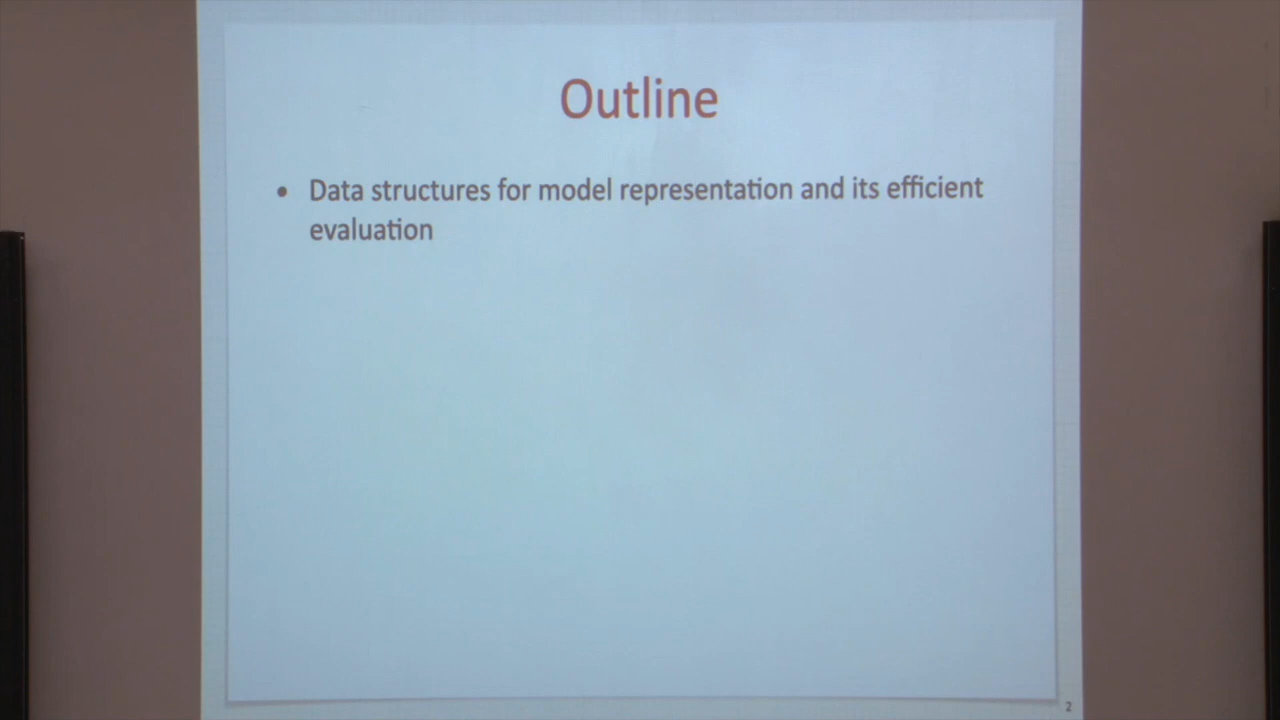 Outline
• Data structures for model representation and its efficient
evaluation
2